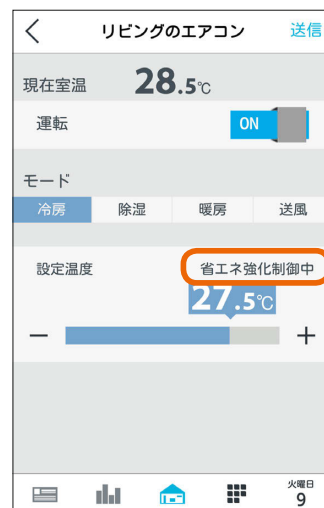 リビングのエアコン 送信
現在室温 28.5℃
運転 ON
モード
冷房 除湿 暖房 送風
設定温度 省エネ強化制御中
27.5℃
− +
火曜日
9